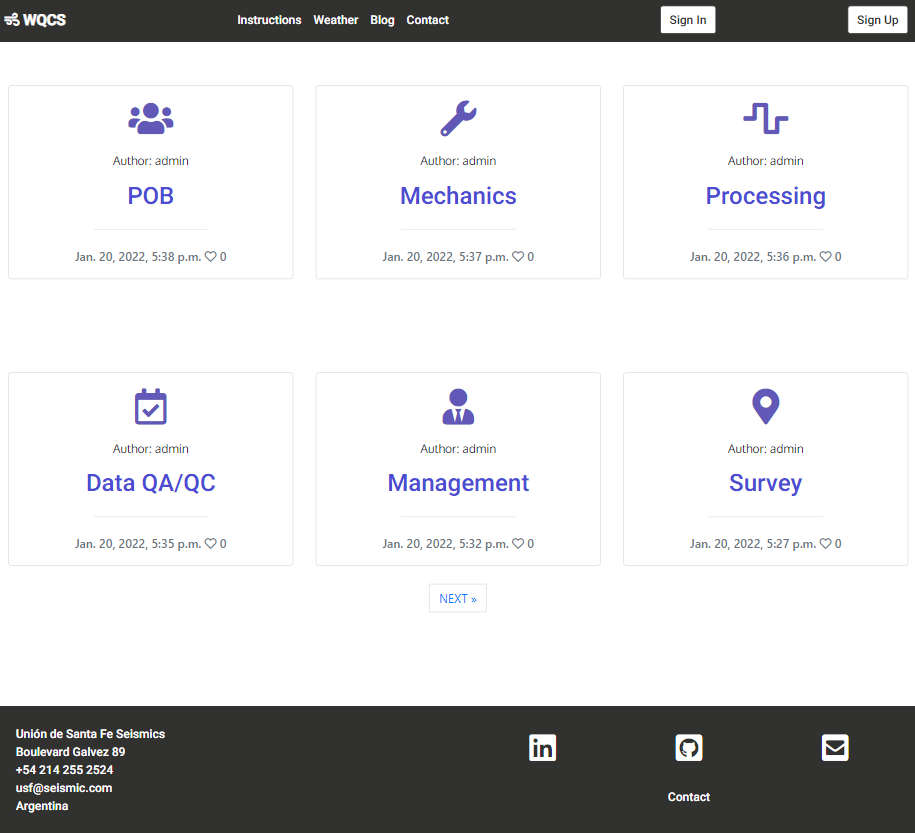 WQCS Instructions Weather Blog Contact Sign In Sign Up
Author: admin
POB
Jan. 20, 2022, 5:38 p.m. 0
Author: admin
Mechanics
Jan. 20, 2022, 5:37 p.m. 0
Author: admin
Processing
Jan. 20, 2022, 5:36 p.m. 0
Author: admin
Data QA/QC
Jan. 20, 2022, 5:35 p.m. 0
Author: admin
Management
Jan. 20, 2022, 5:32 p.m. 0
Author: admin
Survey
Jan. 20, 2022, 5:27 p.m. 0
NEXT »
Unión de Santa Fe Seismics
Boulevard Galvez 89
+54 214 255 2524
usf@seismic.com
Argentina
in
Contact